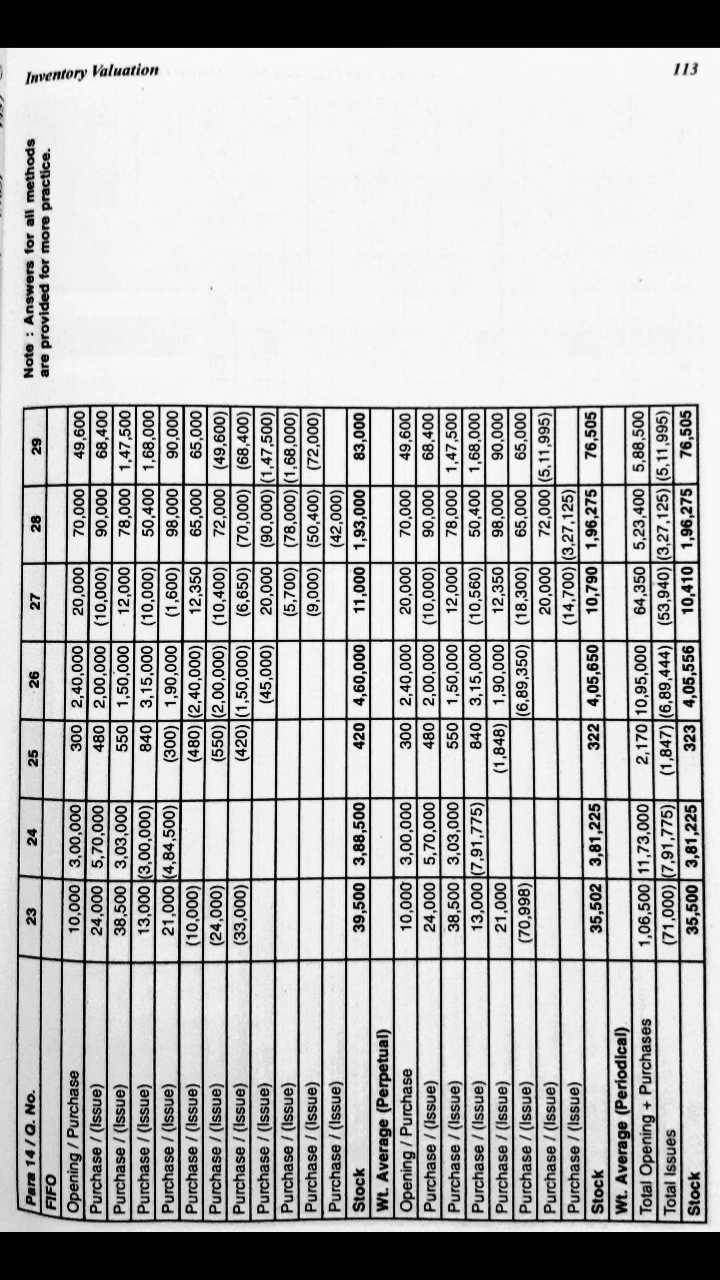 Inventory Valuation 113
Note : Answers for all methods
are provided for more practice.
Para 14 / Q. No. 23 24 25 26 27 28 29
FIFO
Opening / Purchase 10,000 3,00,000 300 2,40,000 20,000 70,000 49,600
Purchase / (Issue) 24,000 5,70,000 480 2,00,000 (10,000) 90,000 68,400
Purchase / (Issue) 38,500 3,03,000 550 1,50,000 12,000 78,000 1,47,500
Purchase / (Issue) 13,000 (3,00,000) 840 3,15,000 (10,000) 50,400 1,68,000
Purchase / (Issue) 21,000 (4,84,500) (300) 1,90,000 (1,600) 98,000 90,000
Purchase / (Issue) (10,000) (480) (2,40,000) 12,350 65,000 65,000
Purchase / (Issue) (24,000) (550) (2,00,000) (10,400) 72,000 (49,600)
Purchase / (Issue) (33,000) (420) (1,50,000) (6,650) (70,000) (68,400)
Purchase / (Issue) (45,000) 20,000 (90,000) (1,47,500)
Purchase / (Issue) (5,700) (78,000) (1,68,000)
Purchase / (Issue) (9,000) (50,400) (72,000)
Purchase / (Issue) (42,000)
Stock 39,500 3,88,500 420 4,60,000 11,000 1,93,000 83,000
Wt. Average (Perpetual)
Opening / Purchase 10,000 3,00,000 300 2,40,000 20,000 70,000 49,600
Purchase / (Issue) 24,000 5,70,000 480 2,00,000 (10,000) 90,000 68,400
Purchase / (Issue) 38,500 3,03,000 550 1,50,000 12,000 78,000 1,47,500
Purchase / (Issue) 13,000 (7,91,775) 840 3,15,000 (10,560) 50,400 1,68,000
Purchase / (Issue) 21,000 (1,848) 1,90,000 12,350 98,000 90,000
Purchase / (Issue) (70,998) (6,89,350) (18,300) 65,000 65,000
Purchase / (Issue) 20,000 72,000 (5,11,995)
Purchase / (Issue) (14,700) (3,27,125)
Stock 35,502 3,81,225 322 4,05,650 10,790 1,96,275 76,505
Wt. Average (Periodical)
Total Opening + Purchases 1,06,500 11,73,000 2,170 10,95,000 64,350 5,23,400 5,88,500
Total Issues (71,000) (7,91,775) (1,847) (6,89,444) (53,940) (3,27,125) (5,11,995)
Stock 35,500 3,81,225 323 4,05,556 10,410 1,96,275 76,505